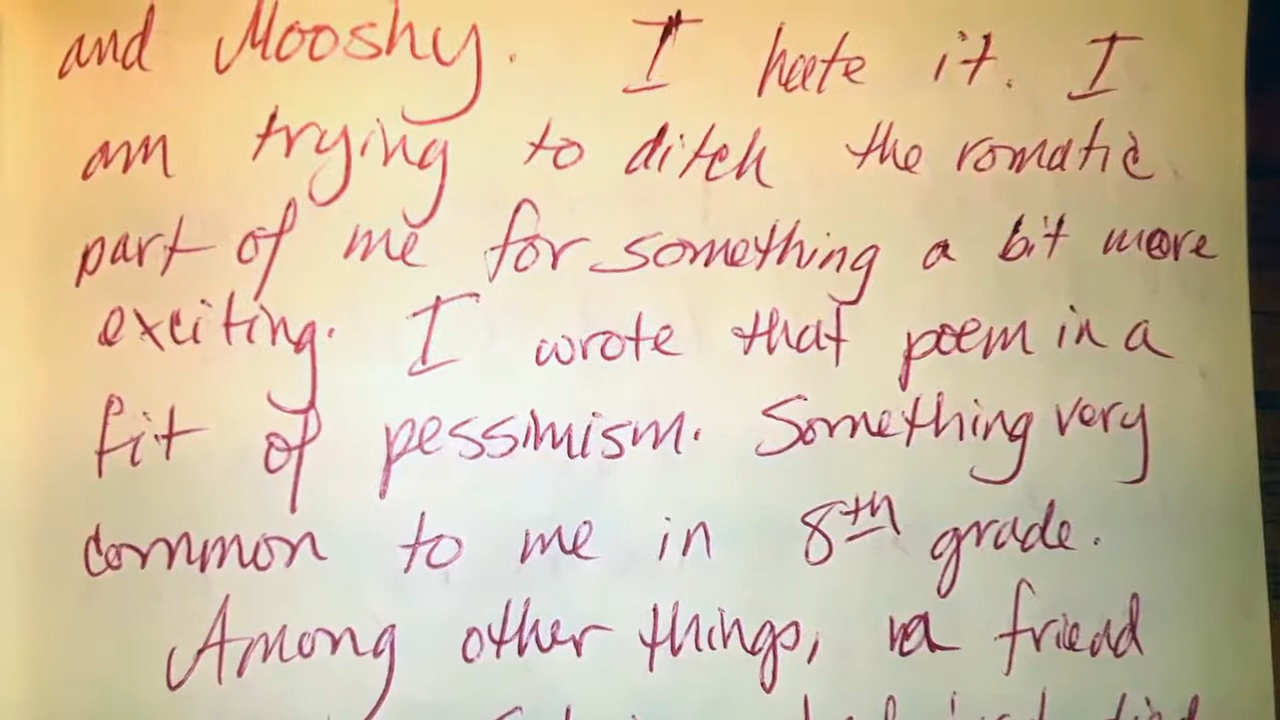 and Mooshy. I hate it. I
am trying to ditch the romatic
part of me for something a bit more
exciting. I wrote that poem in a
fit of pessimism. Something very
common to me in 8th grade.
Among other things, a friend